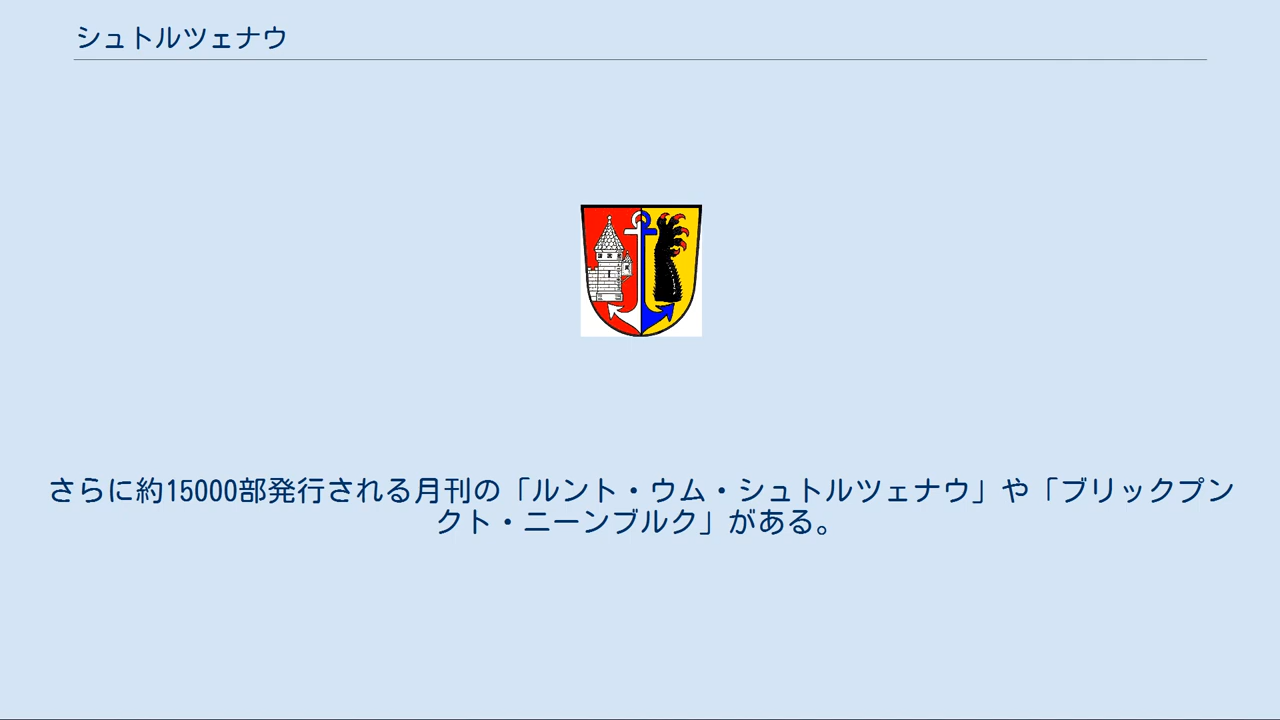 シュトルツェナウ
さらに約15000部発行される月刊の「ルント・ウム・シュトルツェナウ」や「ブリックプン
クト・ニーンブルク」がある。